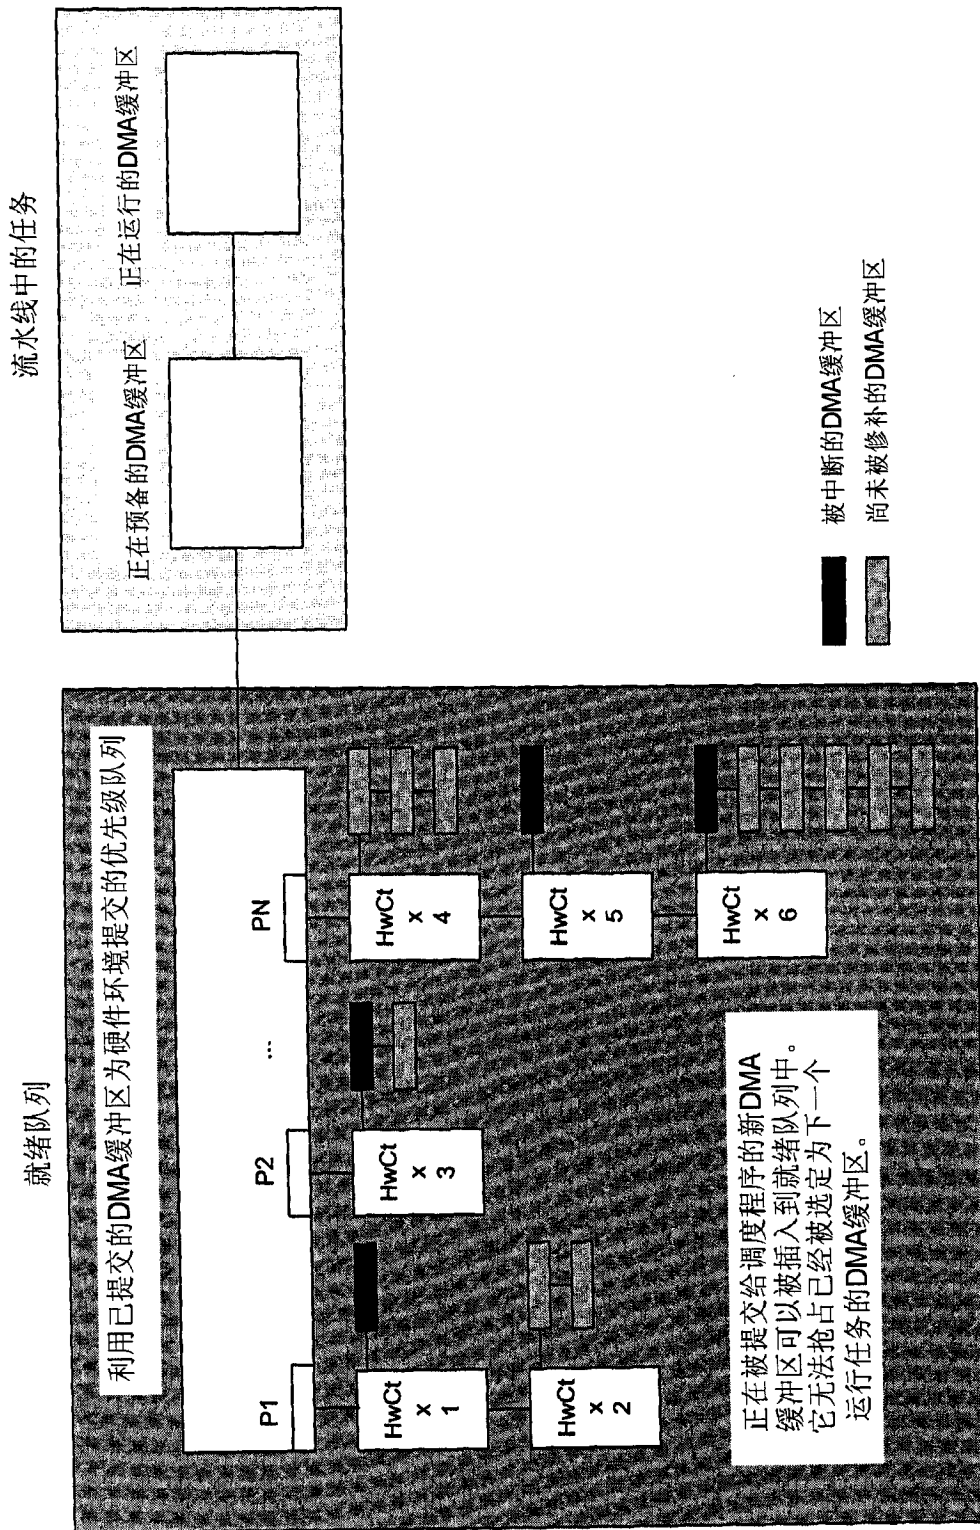 就绪队列
利用已提交的DMA缓冲区为硬件环境提交的优先级队列
P1
P2
...
PN
HwCt
x
1
HwCt
x
2
HwCt
x
3
HwCt
x
4
HwCt
x
5
HwCt
x
6
正在被提交给调度程序的新DMA
缓冲区可以被插入到就绪队列中。
它无法抢占已经被选定为下一个
运行任务的DMA缓冲区。
流水线中的任务
正在预备的DMA缓冲区
正在运行的DMA缓冲区
被中断的DMA缓冲区
尚未被修补的DMA缓冲区